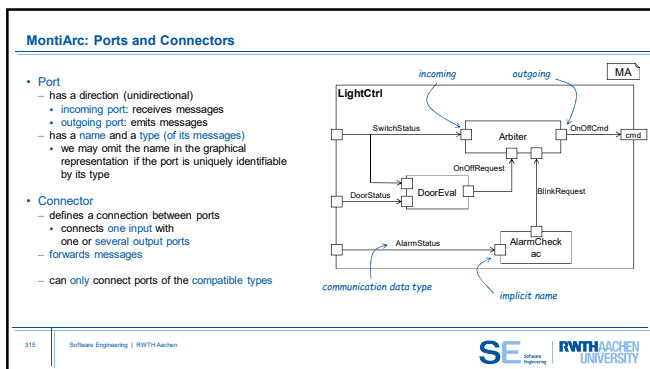 MontiArc: Ports and Connectors
• Port
– has a direction (unidirectional)
▪ incoming port: receives messages
▪ outgoing port: emits messages
– has a name and a type (of its messages)
▪ we may omit the name in the graphical
representation if the port is uniquely identifiable
by its type
• Connector
– defines a connection between ports
▪ connects one input with
one or several output ports
– forwards messages
– can only connect ports of the compatible types
incoming
outgoing
MA
LightCtrl
SwitchStatus
Arbiter
OnOffCmd
cmd
OnOffRequest
DoorStatus
DoorEval
BlinkRequest
AlarmStatus
AlarmCheck
ac
communication data type
implicit name
315
Software Engineering | RWTH Aachen
SE Software
Engineering
RWTH AACHEN
UNIVERSITY